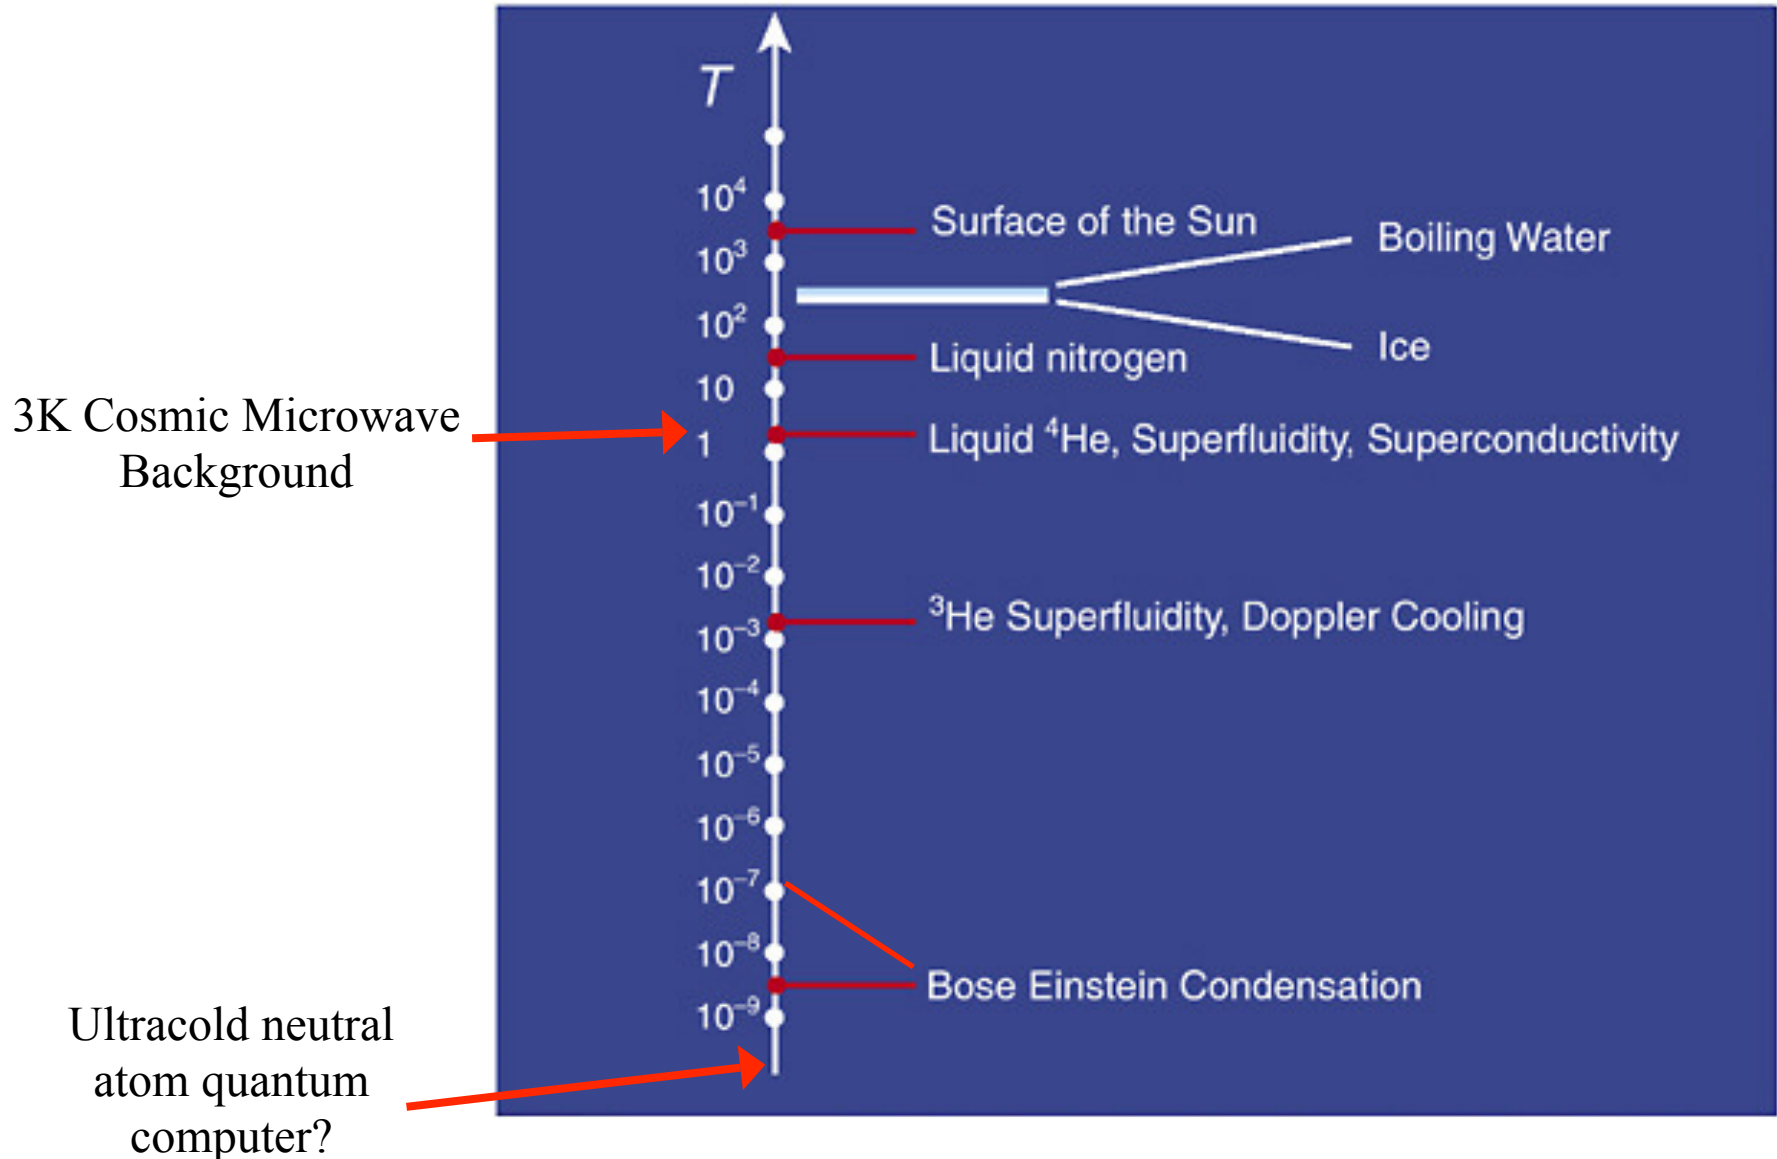 T
10⁴
Surface of the Sun
Boiling Water
10³
10²
Ice
Liquid nitrogen
10
3K Cosmic Microwave
Background
1
Liquid ⁴He, Superfluidity, Superconductivity
10⁻¹
10⁻²
³He Superfluidity, Doppler Cooling
10⁻³
10⁻⁴
10⁻⁵
10⁻⁶
10⁻⁷
10⁻⁸
Bose Einstein Condensation
10⁻⁹
Ultracold neutral
atom quantum
computer?